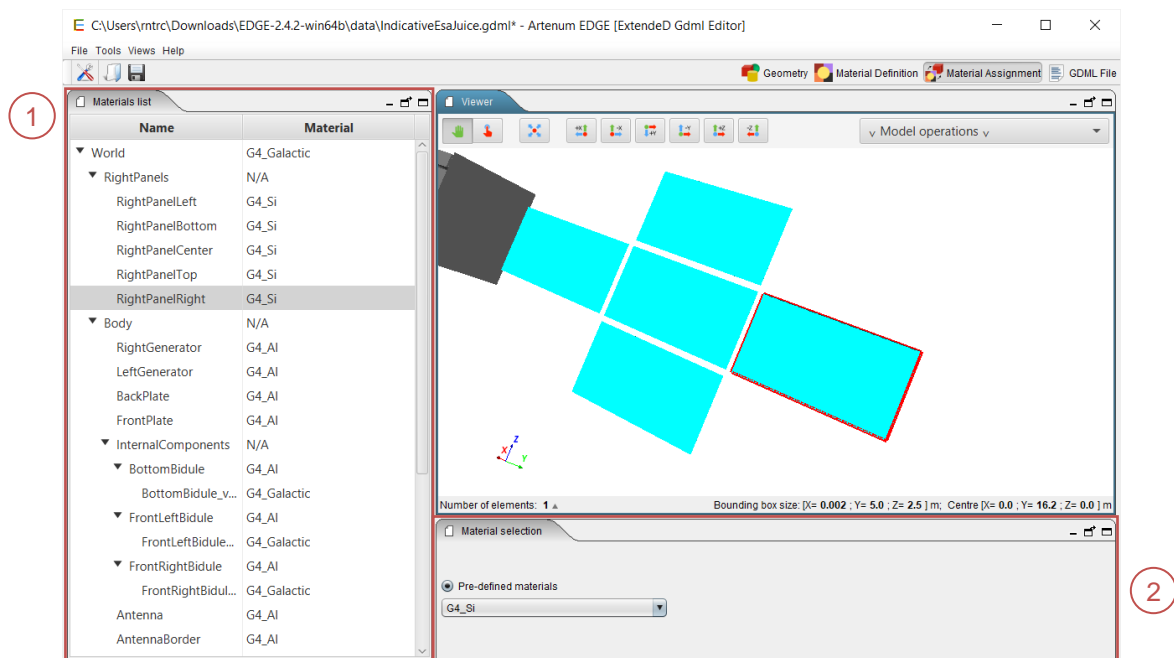 E C:\Users\rntrc\Downloads\EDGE-2.4.2-win64b\data\IndicativeEsaJuice.gdml* - Artenum EDGE [ExtendeD Gdml Editor]
File Tools Views Help
Geometry Material Definition Material Assignment GDML File
1
Materials list
Name Material
World G4_Galactic
RightPanels N/A
RightPanelLeft G4_Si
RightPanelBottom G4_Si
RightPanelCenter G4_Si
RightPanelTop G4_Si
RightPanelRight G4_Si
Body N/A
RightGenerator G4_Al
LeftGenerator G4_Al
BackPlate G4_Al
FrontPlate G4_Al
InternalComponents N/A
BottomBidule G4_Al
BottomBidule_v... G4_Galactic
FrontLeftBidule G4_Al
FrontLeftBidule... G4_Galactic
FrontRightBidule G4_Al
FrontRightBidul... G4_Galactic
Antenna G4_Al
AntennaBorder G4_Al
Viewer
+X -X +Y -Y +Z -Z
v Model operations v
Z
X
Y
Number of elements: 1 Bounding box size: [X= 0.002 ; Y= 5.0 ; Z= 2.5 ] m; Centre [X= 0.0 ; Y= 16.2 ; Z= 0.0 ] m
Material selection
Pre-defined materials
G4_Si
2